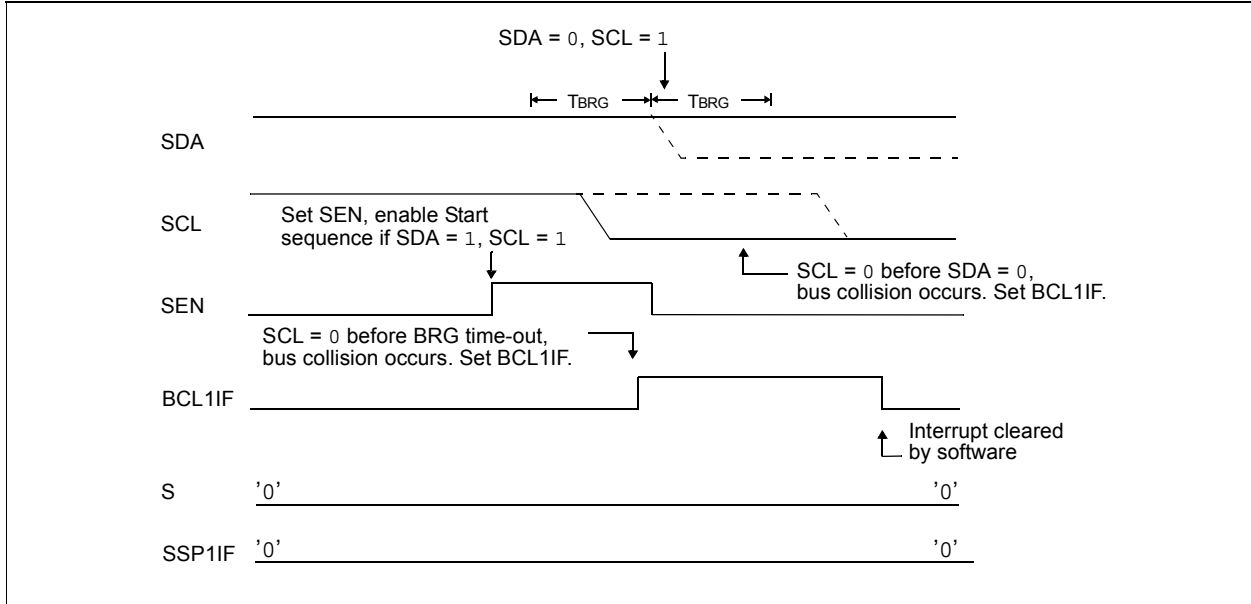 SDA = 0, SCL = 1
TBRG TBRG
SDA
SCL
Set SEN, enable Start
sequence if SDA = 1, SCL = 1
SCL = 0 before SDA = 0,
bus collision occurs. Set BCL1IF.
SEN
SCL = 0 before BRG time-out,
bus collision occurs. Set BCL1IF.
BCL1IF
Interrupt cleared
by software
S '0' '0'
SSP1IF '0' '0'